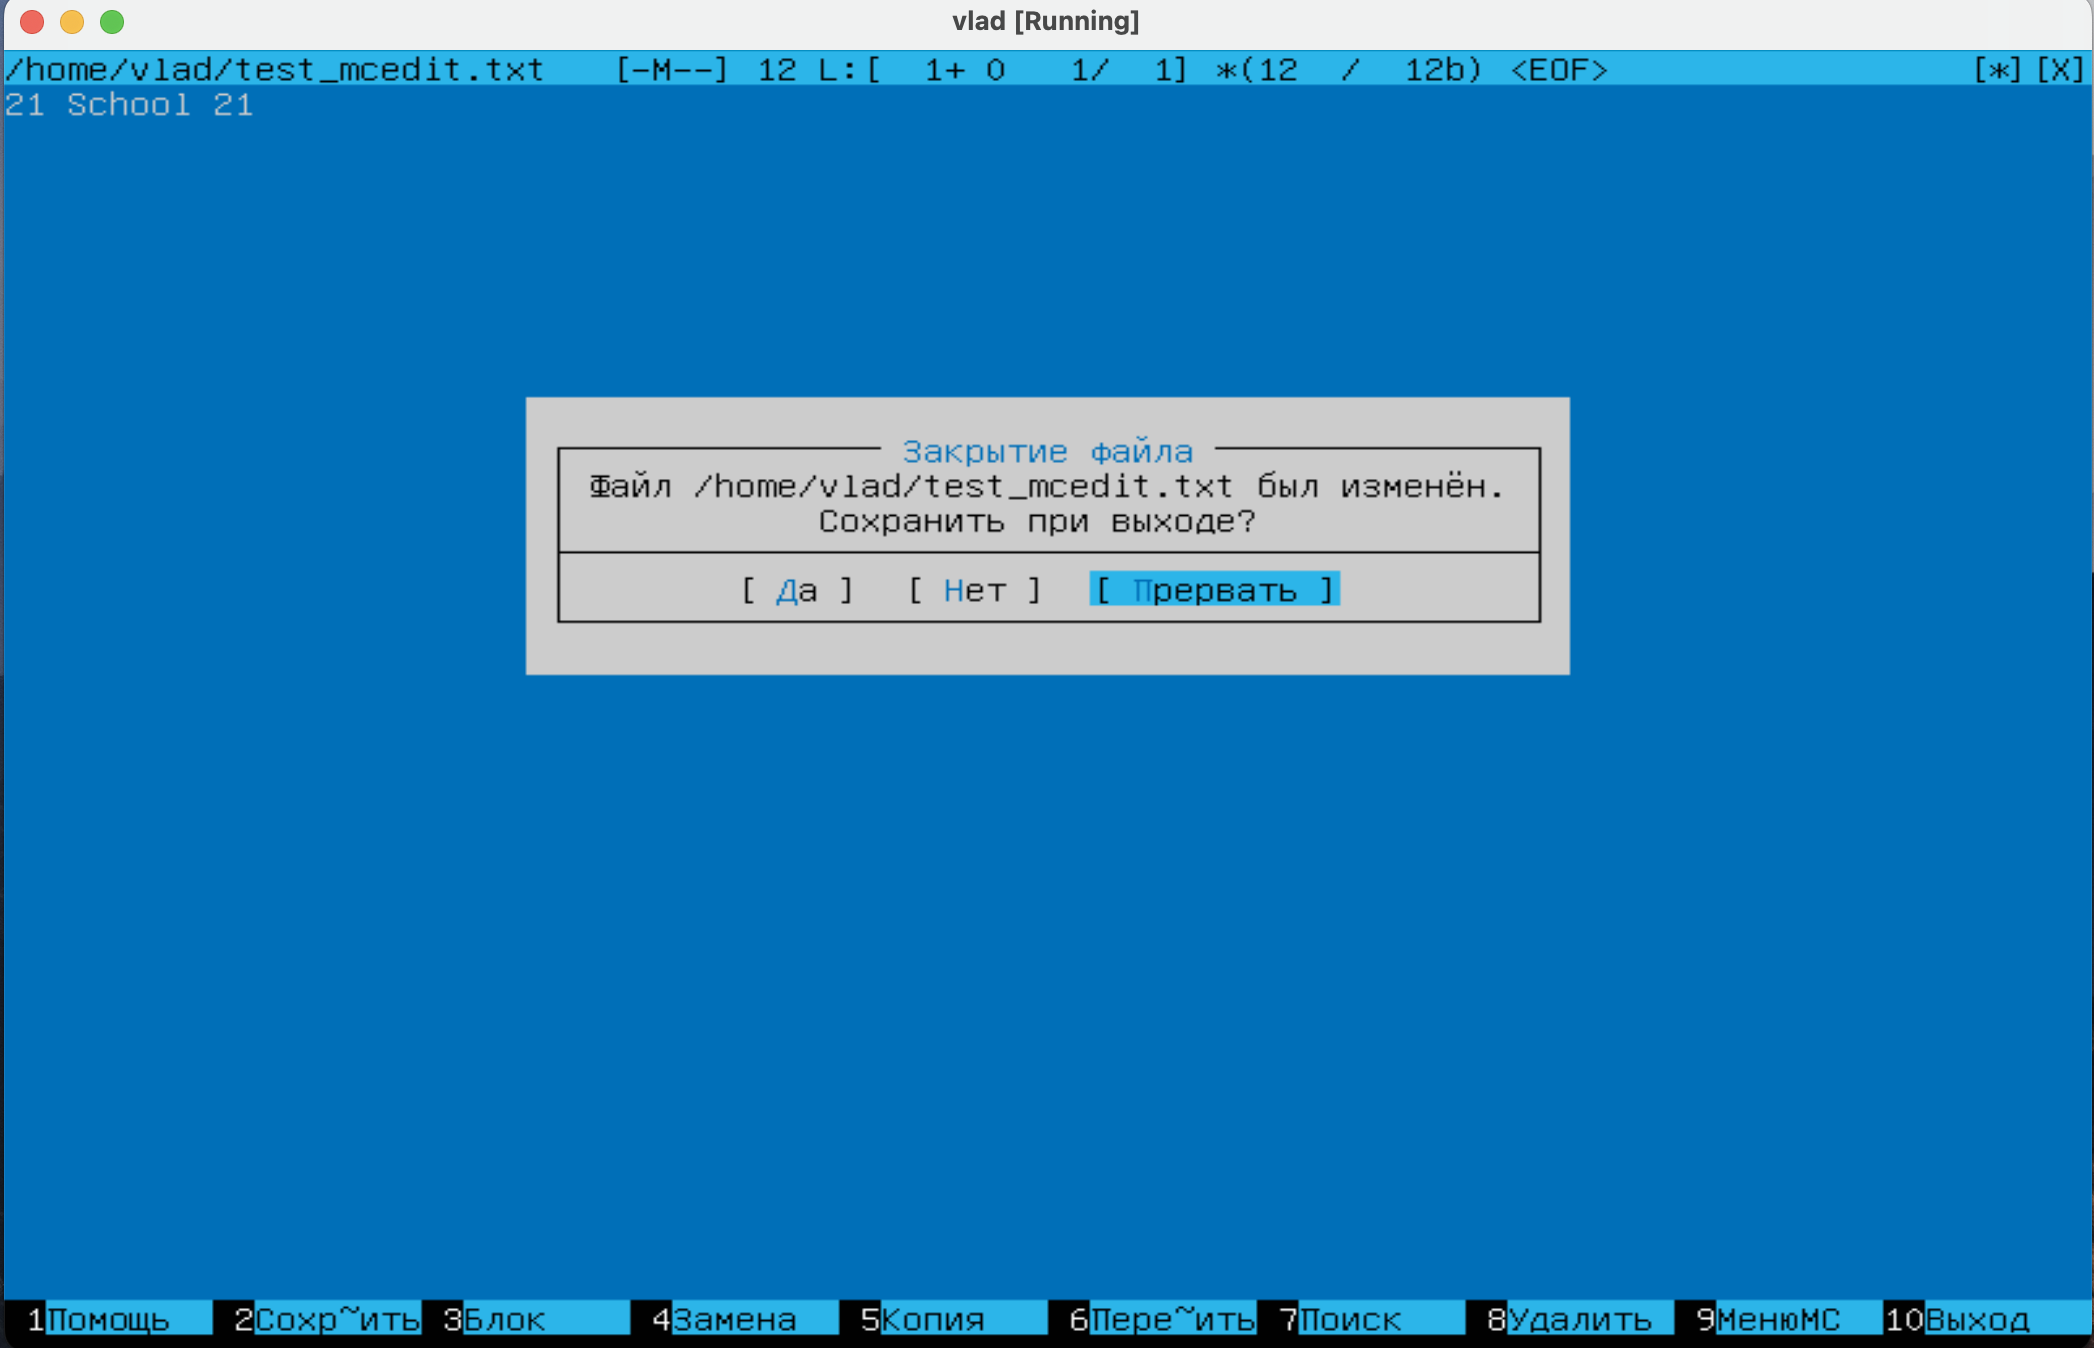 vlad [Running]
/home/vlad/test_mcedit.txt [-M--] 12 L:[ 1+ 0 1/ 1] *(12 / 12b) <EOF> [*][X]
21 School 21
Закрытие файла
Файл /home/vlad/test_mcedit.txt был изменён.
Сохранить при выходе?
[ Да ] [ Нет ] [ Прервать ]
1Помощь 2Сохр~ить 3Блок 4Замена 5Копия 6Пере~ить 7Поиск 8Удалить 9МенюМС 10Выход